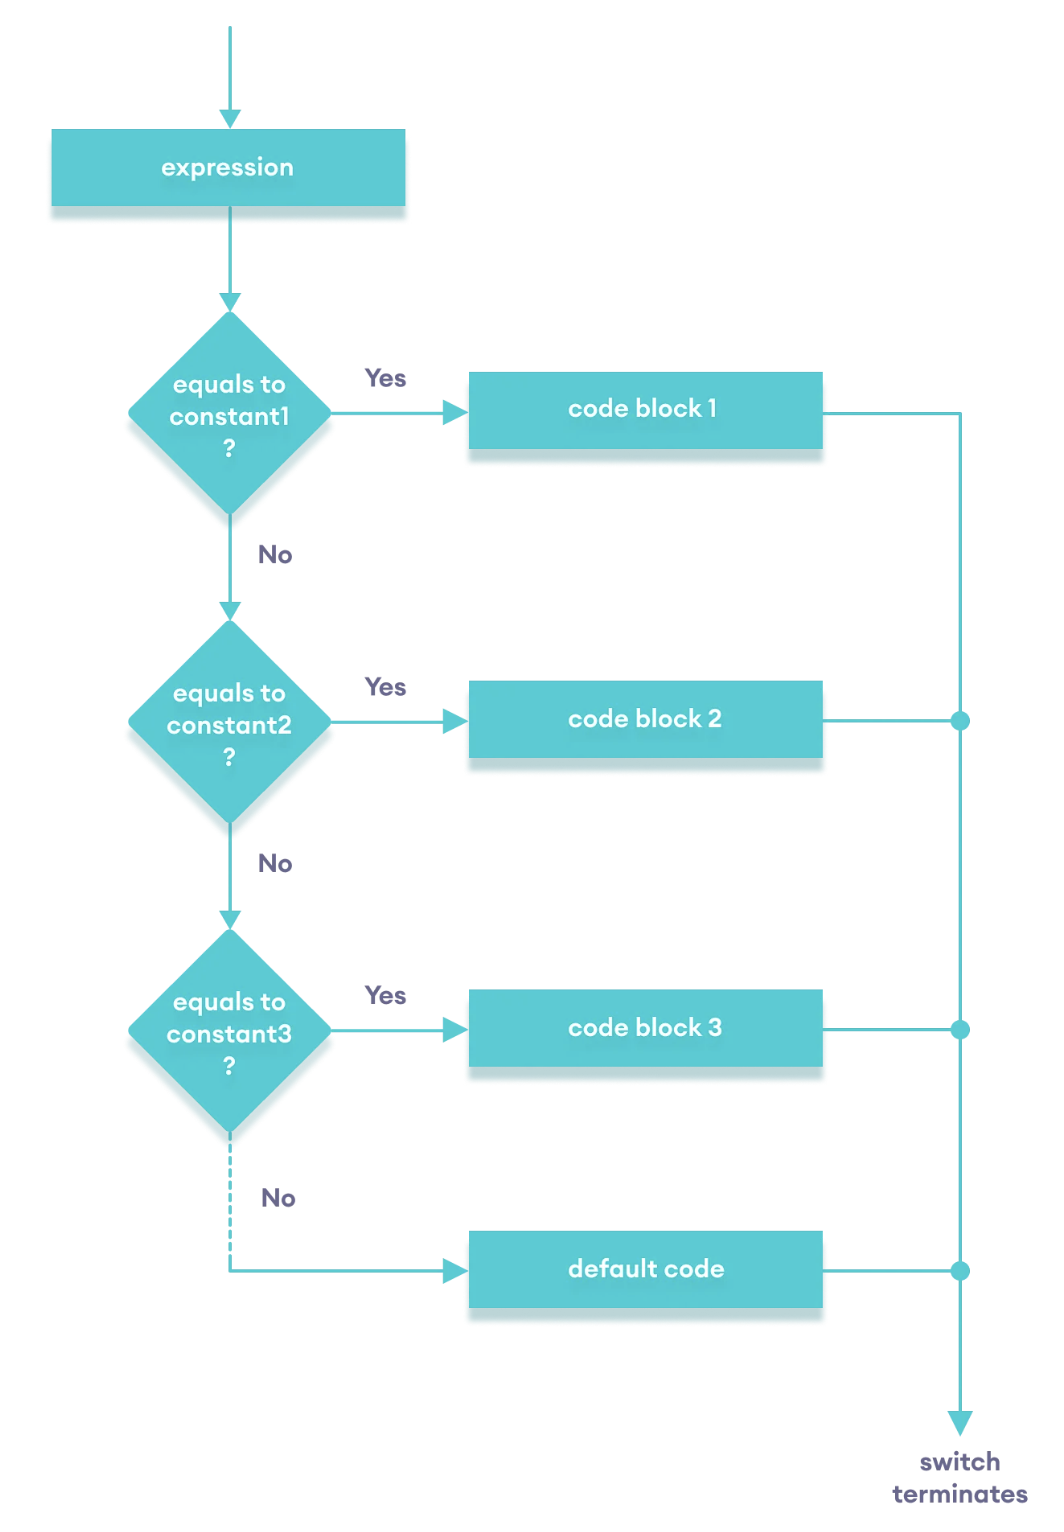 expression
equals to
constant1
?
Yes
code block 1
No
equals to
constant2
?
Yes
code block 2
No
equals to
constant3
?
Yes
code block 3
No
default code
switch
terminates